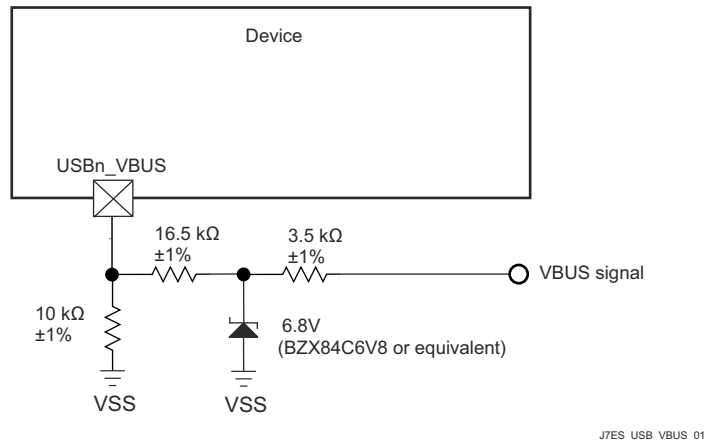 Device
USBn_VBUS
16.5 kΩ
±1%
3.5 kΩ
±1%
VBUS signal
10 kΩ
±1%
6.8V
(BZX84C6V8 or equivalent)
VSS
VSS
J7ES_USB_VBUS_01